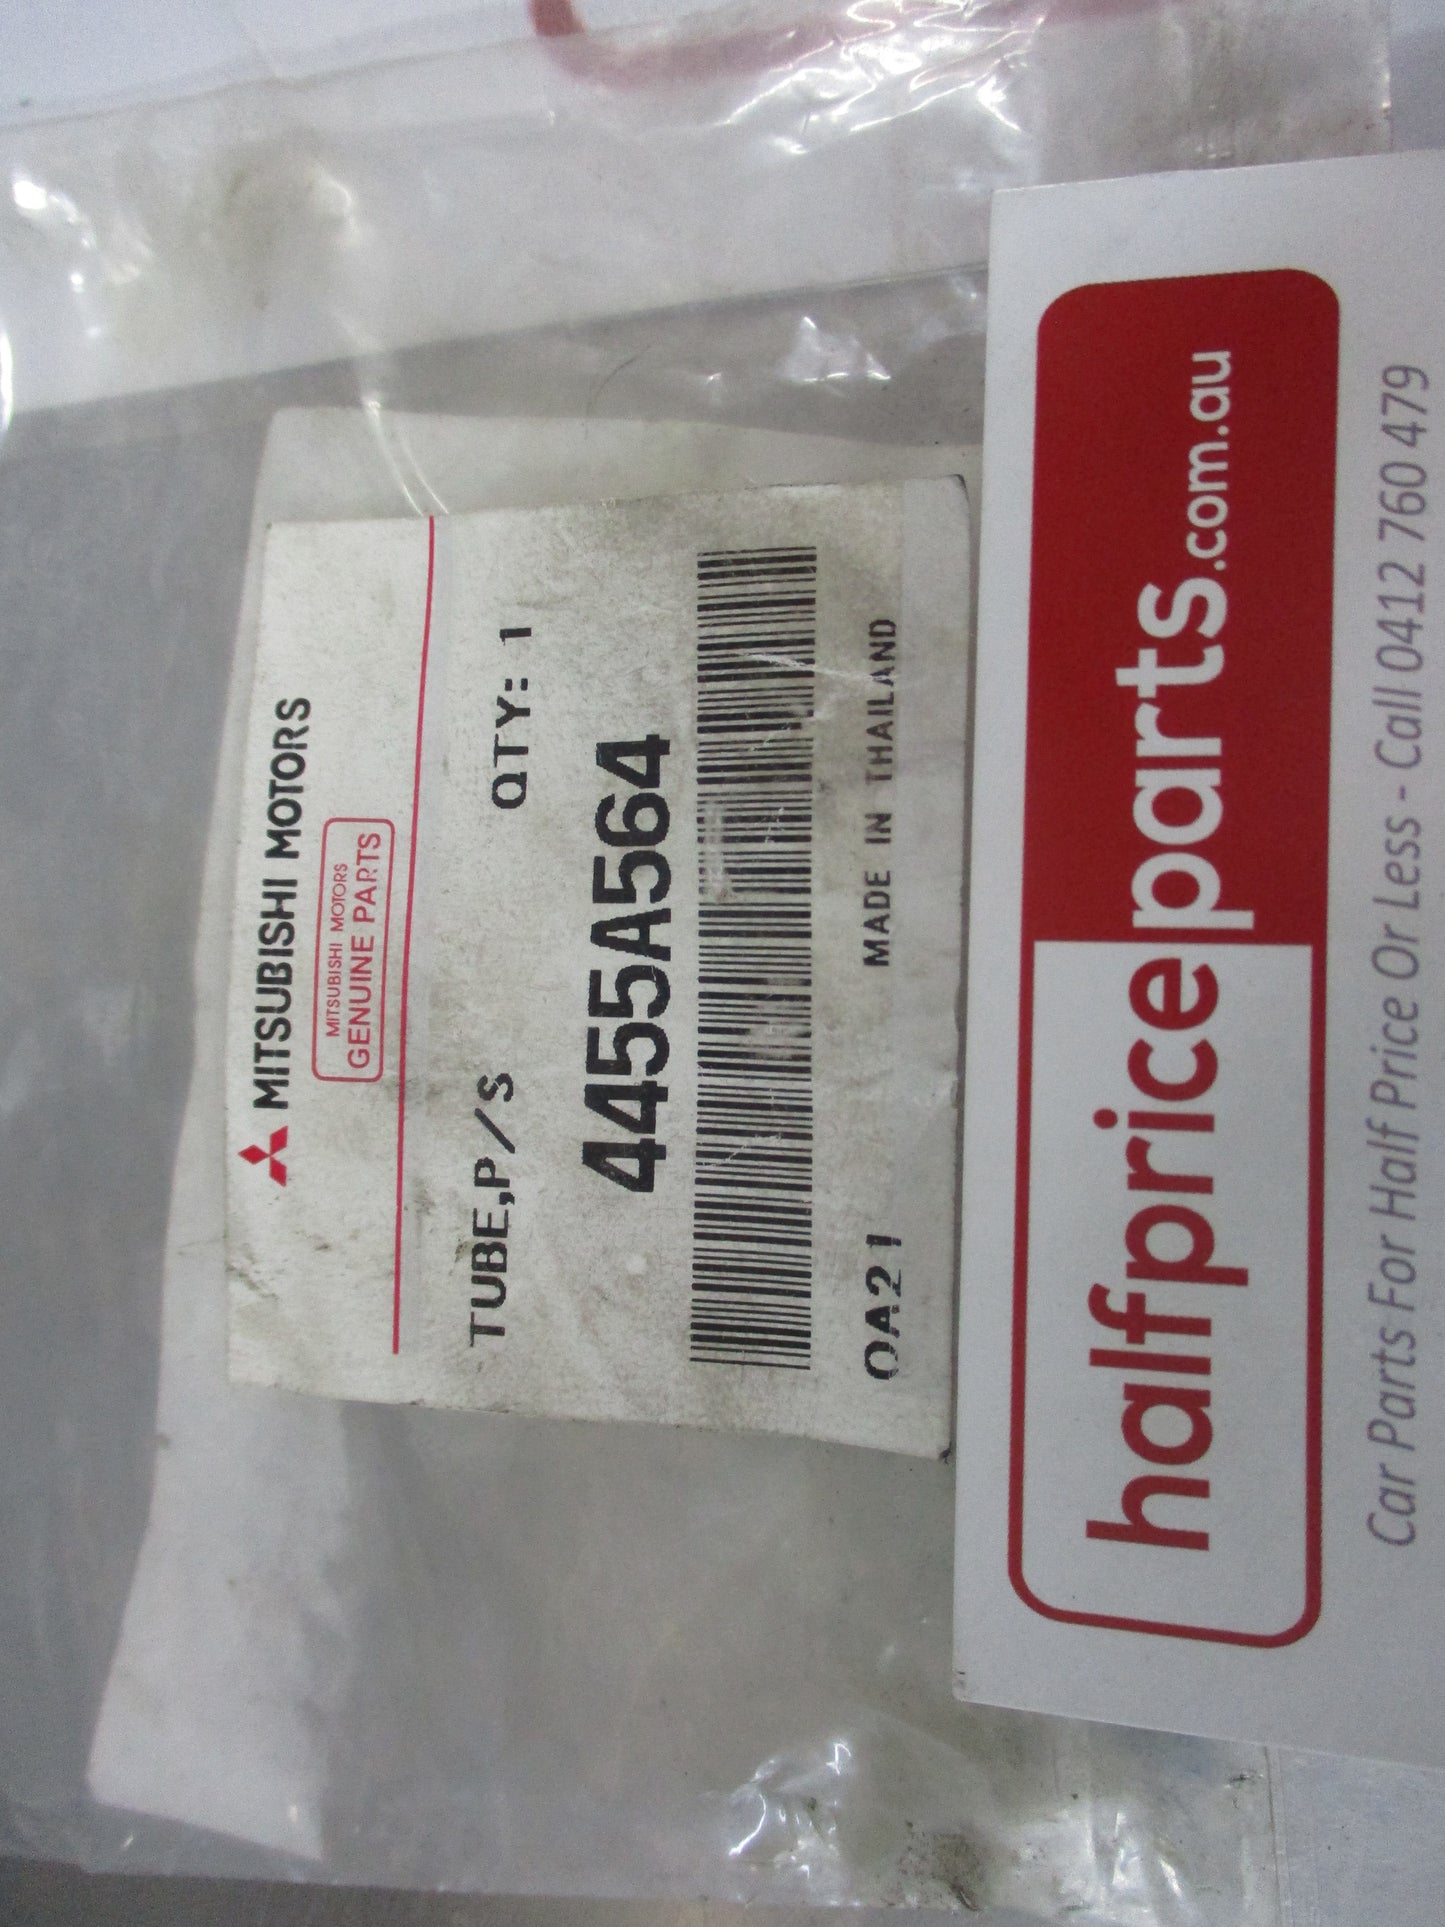 MITSUBISHI MOTORS
MITSUBISHI MOTORS
GENUINE PARTS
TUBE,P/S QTY: 1
4455A564
OA21 MADE IN THAILAND
halfpriceparts.com.au
Car Parts For Half Price Or Less - Call 0412 760 479